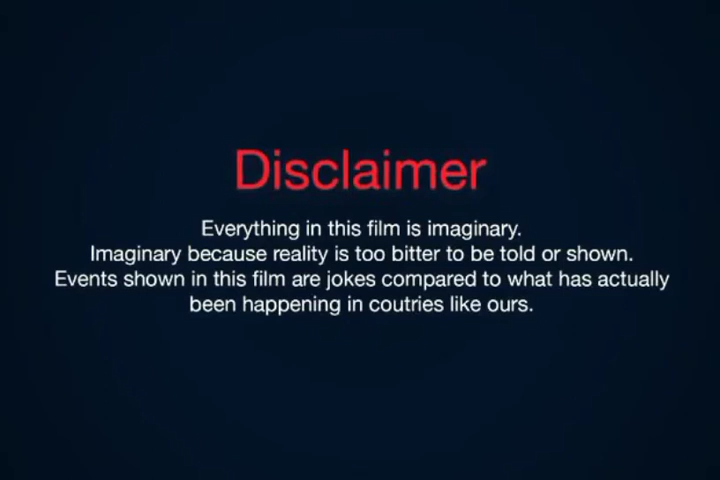 Disclaimer
Everything in this film is imaginary.
Imaginary because reality is too bitter to be told or shown.
Events shown in this film are jokes compared to what has actually
been happening in coutries like ours.